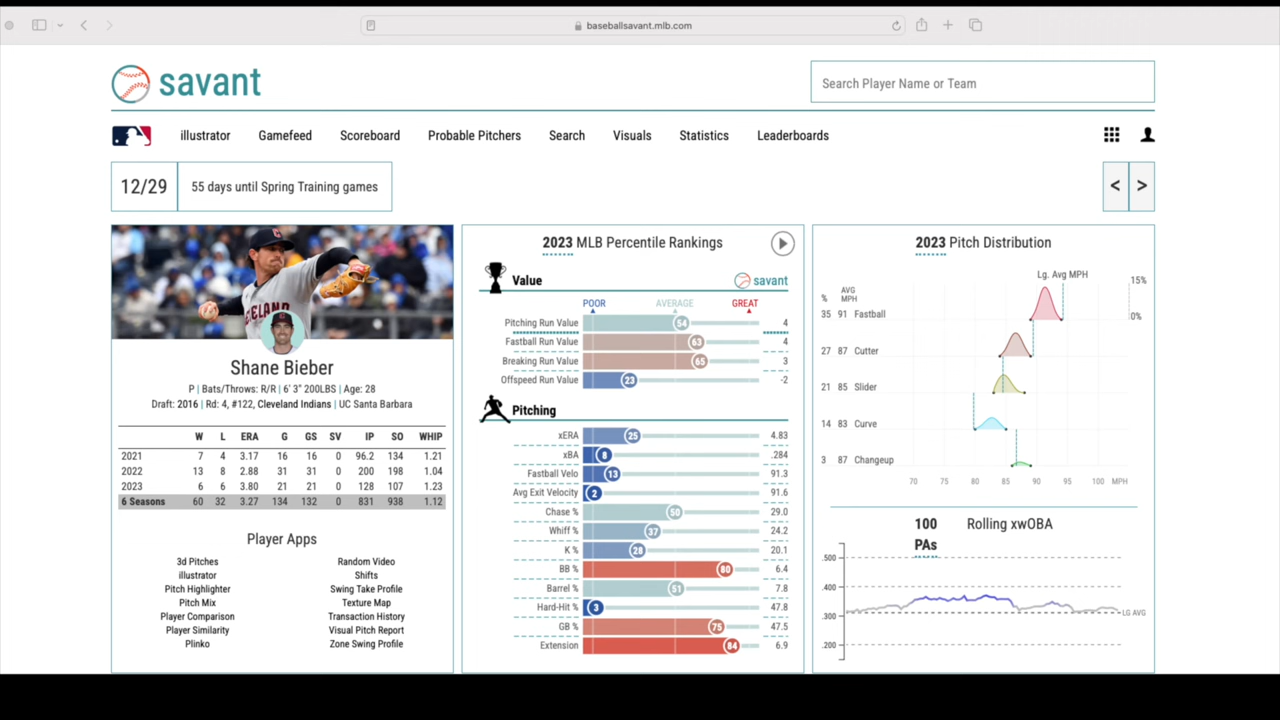 baseballsavant.mlb.com
savant
Search Player Name or Team
illustrator Gamefeed Scoreboard Probable Pitchers Search Visuals Statistics Leaderboards
12/29 55 days until Spring Training games
< >
CLEVELAND
Shane Bieber
P | Bats/Throws: R/R | 6' 3" 200LBS | Age: 28
Draft: 2016 | Rd: 4, #122, Cleveland Indians | UC Santa Barbara
W L ERA G GS SV IP SO WHIP
2021 7 4 3.17 16 16 0 96.2 134 1.21
2022 13 8 2.88 31 31 0 200 198 1.04
2023 6 6 3.80 21 21 0 128 107 1.23
6 Seasons 60 32 3.27 134 132 0 831 938 1.12
Player Apps
3d Pitches Random Video
illustrator Shifts
Pitch Highlighter Swing Take Profile
Pitch Mix Texture Map
Player Comparison Transaction History
Player Similarity Visual Pitch Report
Plinko Zone Swing Profile
2023 MLB Percentile Rankings
Value savant
POOR AVERAGE GREAT
Pitching Run Value 54 4
Fastball Run Value 63 4
Breaking Run Value 65 3
Offspeed Run Value 23 -2
Pitching
xERA 25 4.83
xBA 8 .284
Fastball Velo 13 91.3
Avg Exit Velocity 2 91.6
Chase % 50 29.0
Whiff % 37 24.2
K % 28 20.1
BB % 80 6.4
Barrel % 51 7.8
Hard-Hit % 3 47.8
GB % 75 47.5
Extension 84 6.9
2023 Pitch Distribution
Lg. Avg MPH 15%
% AVG MPH
0%
35 91 Fastball
27 87 Cutter
21 85 Slider
14 83 Curve
3 87 Changeup
70 75 80 85 90 95 100 MPH
100 PAs Rolling xwOBA
.500
.400
.300 LG AVG
.200